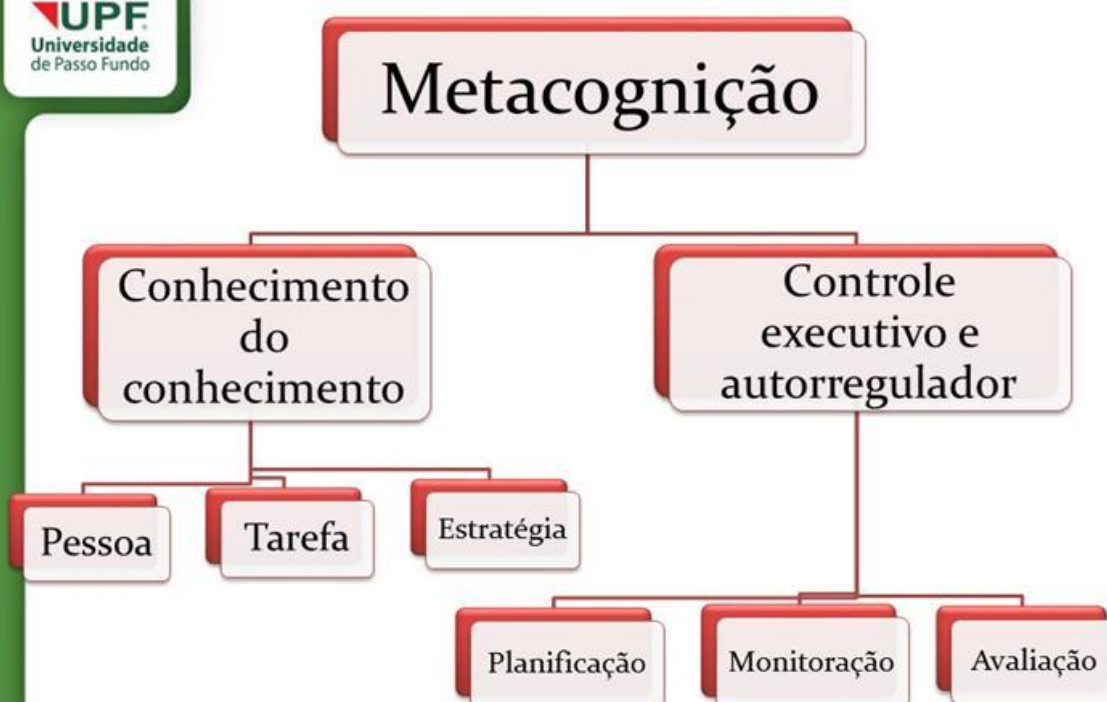 UPF
Universidade
de Passo Fundo
Metacognição
Conhecimento
do
conhecimento
Controle
executivo e
autorregulador
Pessoa
Tarefa
Estratégia
Planificação
Monitoração
Avaliação